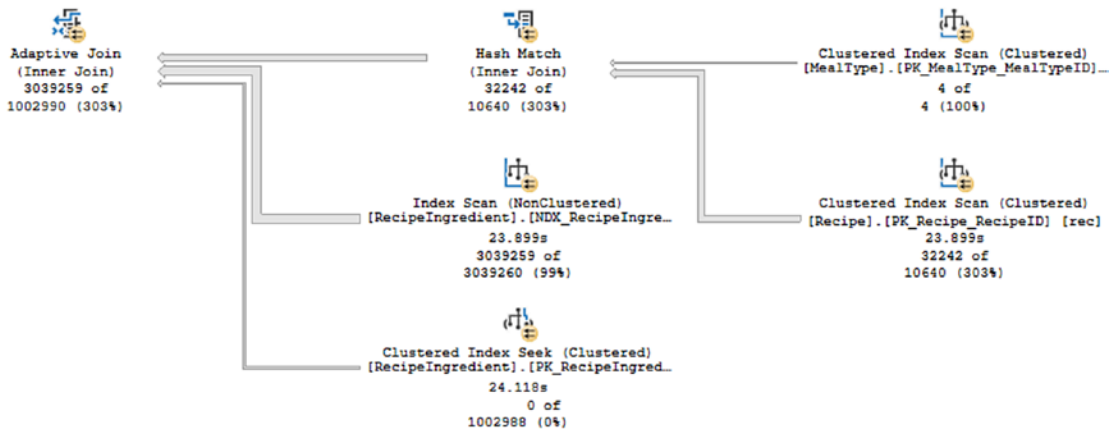 Adaptive Join
(Inner Join)
3039259 of
1002990 (303%)
Hash Match
(Inner Join)
32242 of
10640 (303%)
Clustered Index Scan (Clustered)
[MealType].[PK_MealType_MealTypeID]…
4 of
4 (100%)
Index Scan (NonClustered)
[RecipeIngredient].[NDX_RecipeIngre…
23.899s
3039259 of
3039260 (99%)
Clustered Index Scan (Clustered)
[Recipe].[PK_Recipe_RecipeID] [rec]
23.899s
32242 of
10640 (303%)
Clustered Index Seek (Clustered)
[RecipeIngredient].[PK_RecipeIngred…
24.118s
0 of
1002988 (0%)